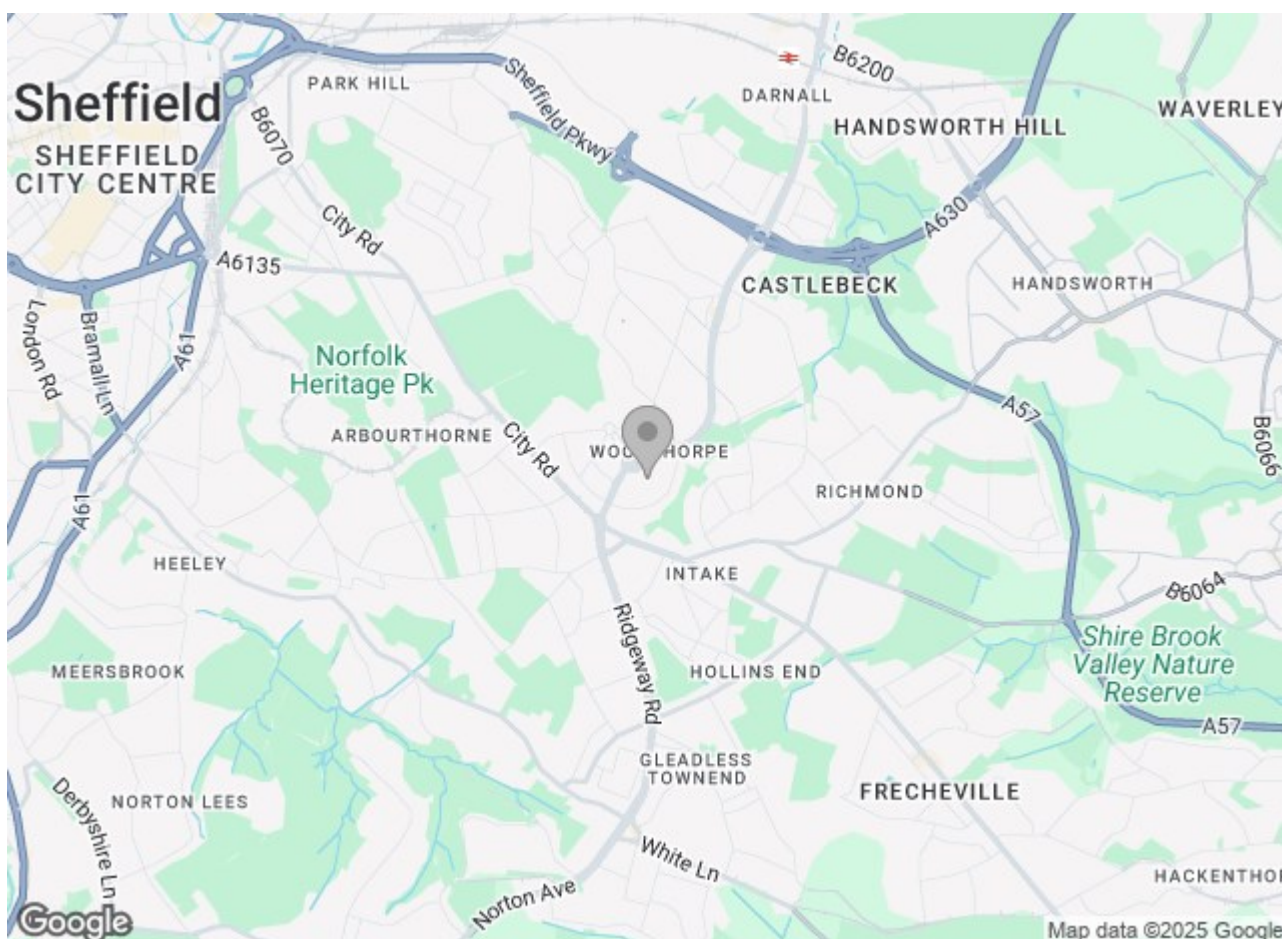 PARK HILL
Sheffield Pkwy
B6200
DARNALL
WAVERLEY
HANDSWORTH HILL
Sheffield
SHEFFIELD
CITY CENTRE
B6070
City Rd
A630
A6135
CASTLEBECK
HANDSWORTH
London Rd
Bramall Ln
A61
Norfolk
Heritage Pk
A57
ARBOURTHORNE
City Rd
B6066
RICHMOND
A61
HEELEY
INTAKE
B6064
Ridgeway Rd
Shire Brook
Valley Nature
Reserve
MEERSBROOK
HOLLINS END
A57
GLEADLESS
TOWNEND
Derbyshire Ln
NORTON LEES
FRECHEVILLE
White Ln
HACKENTHO
Norton Ave
Google
Map data ©2025 Google